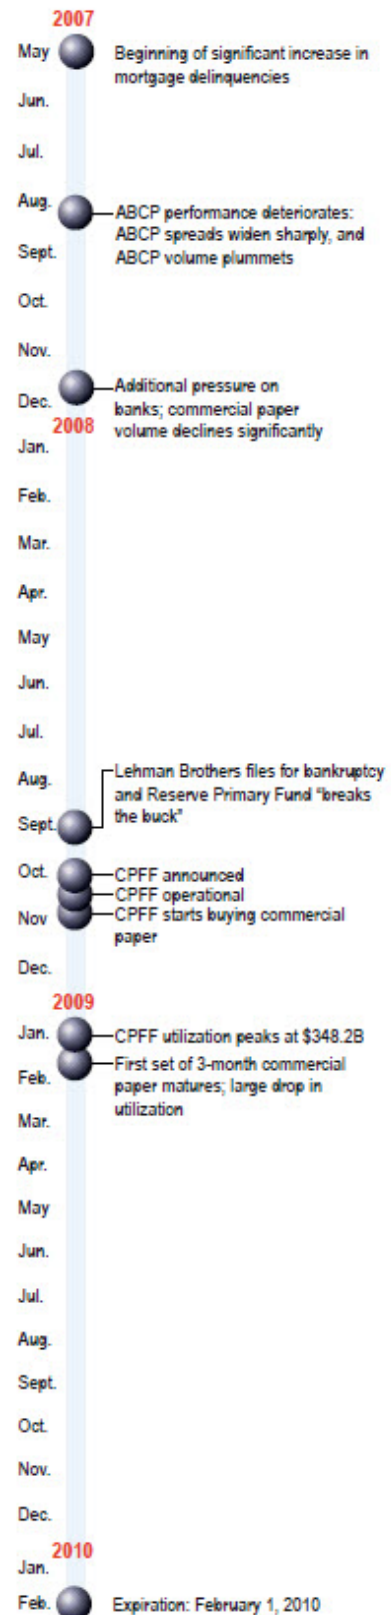 2007
May
Beginning of significant increase in
mortgage delinquencies
Jun.
Jul.
Aug.
ABCP performance deteriorates:
ABCP spreads widen sharply, and
ABCP volume plummets
Sept.
Oct.
Nov.
Dec.
Additional pressure on
banks; commercial paper
volume declines significantly
2008
Jan.
Feb.
Mar.
Apr.
May
Jun.
Jul.
Aug.
Lehman Brothers files for bankruptcy
and Reserve Primary Fund “breaks
the buck”
Sept.
Oct.
CPFF announced
CPFF operational
Nov
CPFF starts buying commercial
paper
Dec.
2009
Jan.
CPFF utilization peaks at $348.2B
Feb.
First set of 3-month commercial
paper matures; large drop in
utilization
Mar.
Apr.
May
Jun.
Jul.
Aug.
Sept.
Oct.
Nov.
Dec.
2010
Jan.
Feb.
Expiration: February 1, 2010